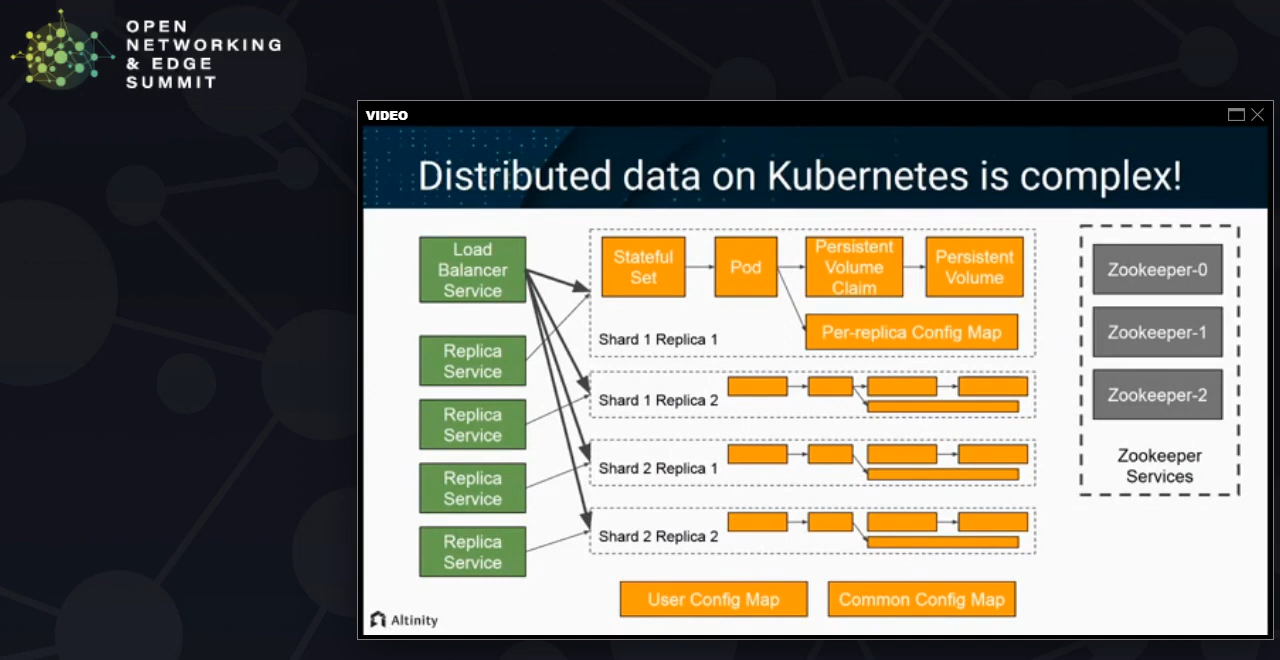 OPEN
NETWORKING
& EDGE
SUMMIT
VIDEO
Distributed data on Kubernetes is complex!
Load
Balancer
Service
Replica
Service
Replica
Service
Replica
Service
Replica
Service
Stateful
Set
Pod
Persistent
Volume
Claim
Persistent
Volume
Per-replica Config Map
Shard 1 Replica 1
Shard 1 Replica 2
Shard 2 Replica 1
Shard 2 Replica 2
User Config Map
Common Config Map
Zookeeper-0
Zookeeper-1
Zookeeper-2
Zookeeper
Services
Altinity